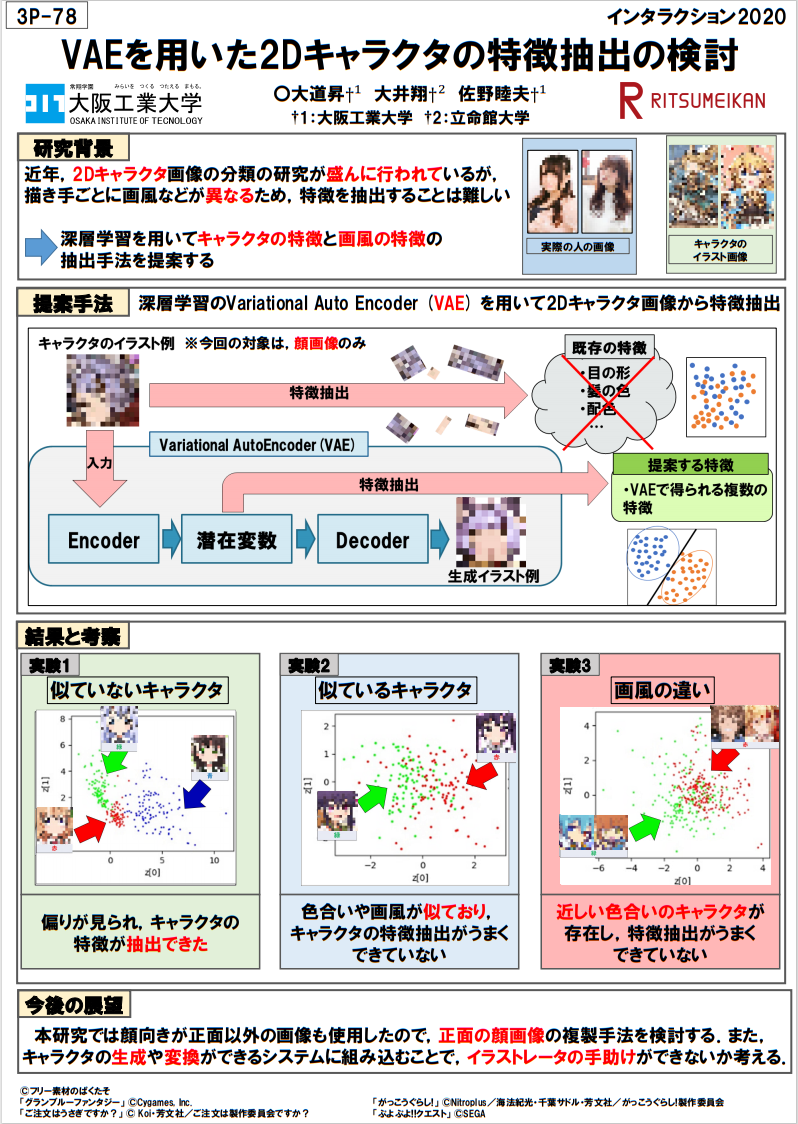 3P-78
インタラクション2020
VAEを用いた2Dキャラクタの特徴抽出の検討
常翔学園 みらいを つくる つたえる まもる。
大阪工業大学
OSAKA INSTITUTE OF TECNOLOGY
〇大道昇†1 大井翔†2 佐野睦夫†1
†1:大阪工業大学 †2:立命館大学
RITSUMEIKAN
研究背景
近年，2Dキャラクタ画像の分類の研究が盛んに行われているが，
描き手ごとに画風などが異なるため，特徴を抽出することは難しい
深層学習を用いてキャラクタの特徴と画風の特徴の
抽出手法を提案する
実際の人の画像
キャラクタの
イラスト画像
提案手法
深層学習のVariational Auto Encoder（VAE）を用いて2Dキャラクタ画像から特徴抽出
キャラクタのイラスト例 ※今回の対象は，顔画像のみ
特徴抽出
既存の特徴
・目の形
・髪の色
・配色
…
入力
Variational AutoEncoder(VAE)
特徴抽出
提案する特徴
・VAEで得られる複数の
特徴
Encoder
潜在変数
Decoder
生成イラスト例
結果と考察
実験1
似ていないキャラクタ
緑
青
赤
z[1]
8
6
4
2
0
5
10
z[0]
偏りが見られ，キャラクタの
特徴が抽出できた
実験2
似ているキャラクタ
赤
緑
z[1]
2
1
0
−2
0
2
z[0]
色合いや画風が似ており，
キャラクタの特徴抽出がうまく
できていない
実験3
画風の違い
赤
緑
z[1]
4
2
0
−2
−6
−4
−2
0
2
4
z[0]
近しい色合いのキャラクタが
存在し，特徴抽出がうまく
できていない
今後の展望
本研究では顔向きが正面以外の画像も使用したので，正面の顔画像の複製手法を検討する．また，
キャラクタの生成や変換ができるシステムに組み込むことで，イラストレータの手助けができないか考える．
©フリー素材のぱくたそ
「グランブルーファンタジー」 ©Cygames, Inc.
「ご注文はうさぎですか？」 © Koi・芳文社／ご注文は製作委員会ですか？
「がっこうぐらし！」 ©Nitroplus／海法紀光・千葉サドル・芳文社／がっこうぐらし！製作委員会
「ぷよぷよ!!クエスト」 ©SEGA